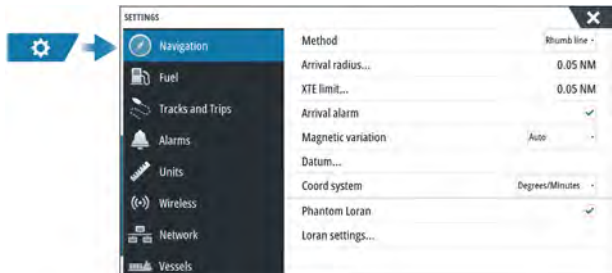 SETTINGS
Navigation
Fuel
Tracks and Trips
Alarms
Units
Wireless
Network
Vessels
Method Rhumb line
Arrival radius... 0.05 NM
XTE limit... 0.05 NM
Arrival alarm
Magnetic variation Auto
Datum...
Coord system Degrees/Minutes
Phantom Loran
Loran settings...